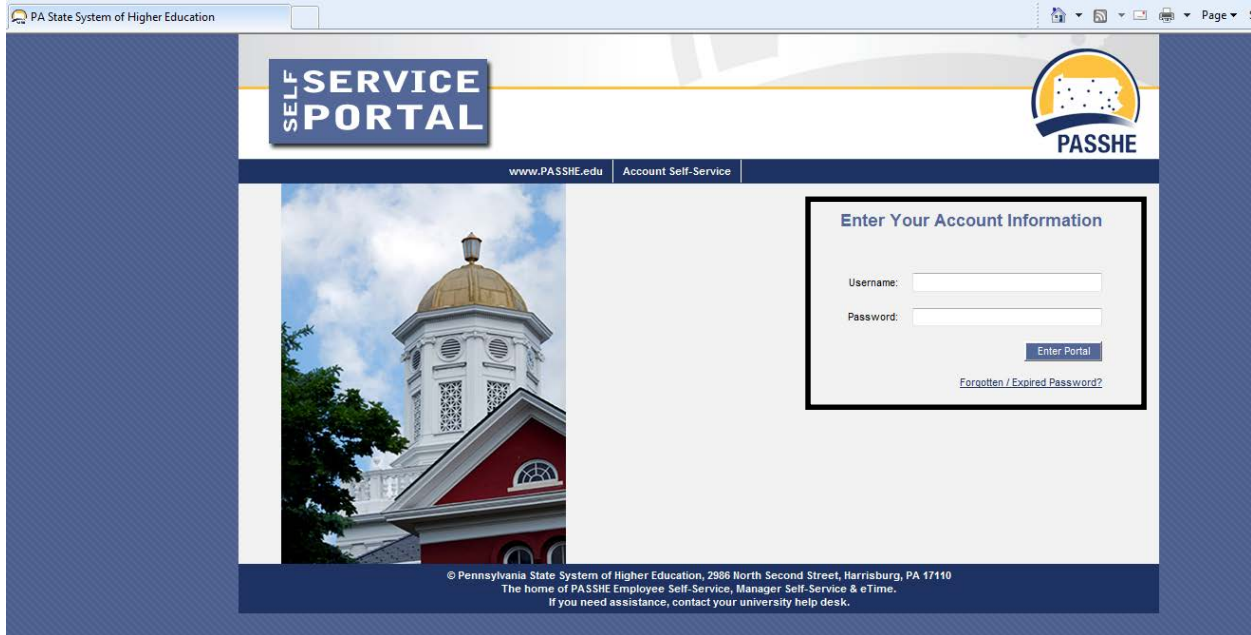 PA State System of Higher Education
Page
SELF SERVICE PORTAL
PASSHE
www.PASSHE.edu Account Self-Service
Enter Your Account Information
Username:
Password:
Enter Portal
Forgotten / Expired Password?
© Pennsylvania State System of Higher Education, 2986 North Second Street, Harrisburg, PA 17110
The home of PASSHE Employee Self-Service, Manager Self-Service & eTime.
If you need assistance, contact your university help desk.